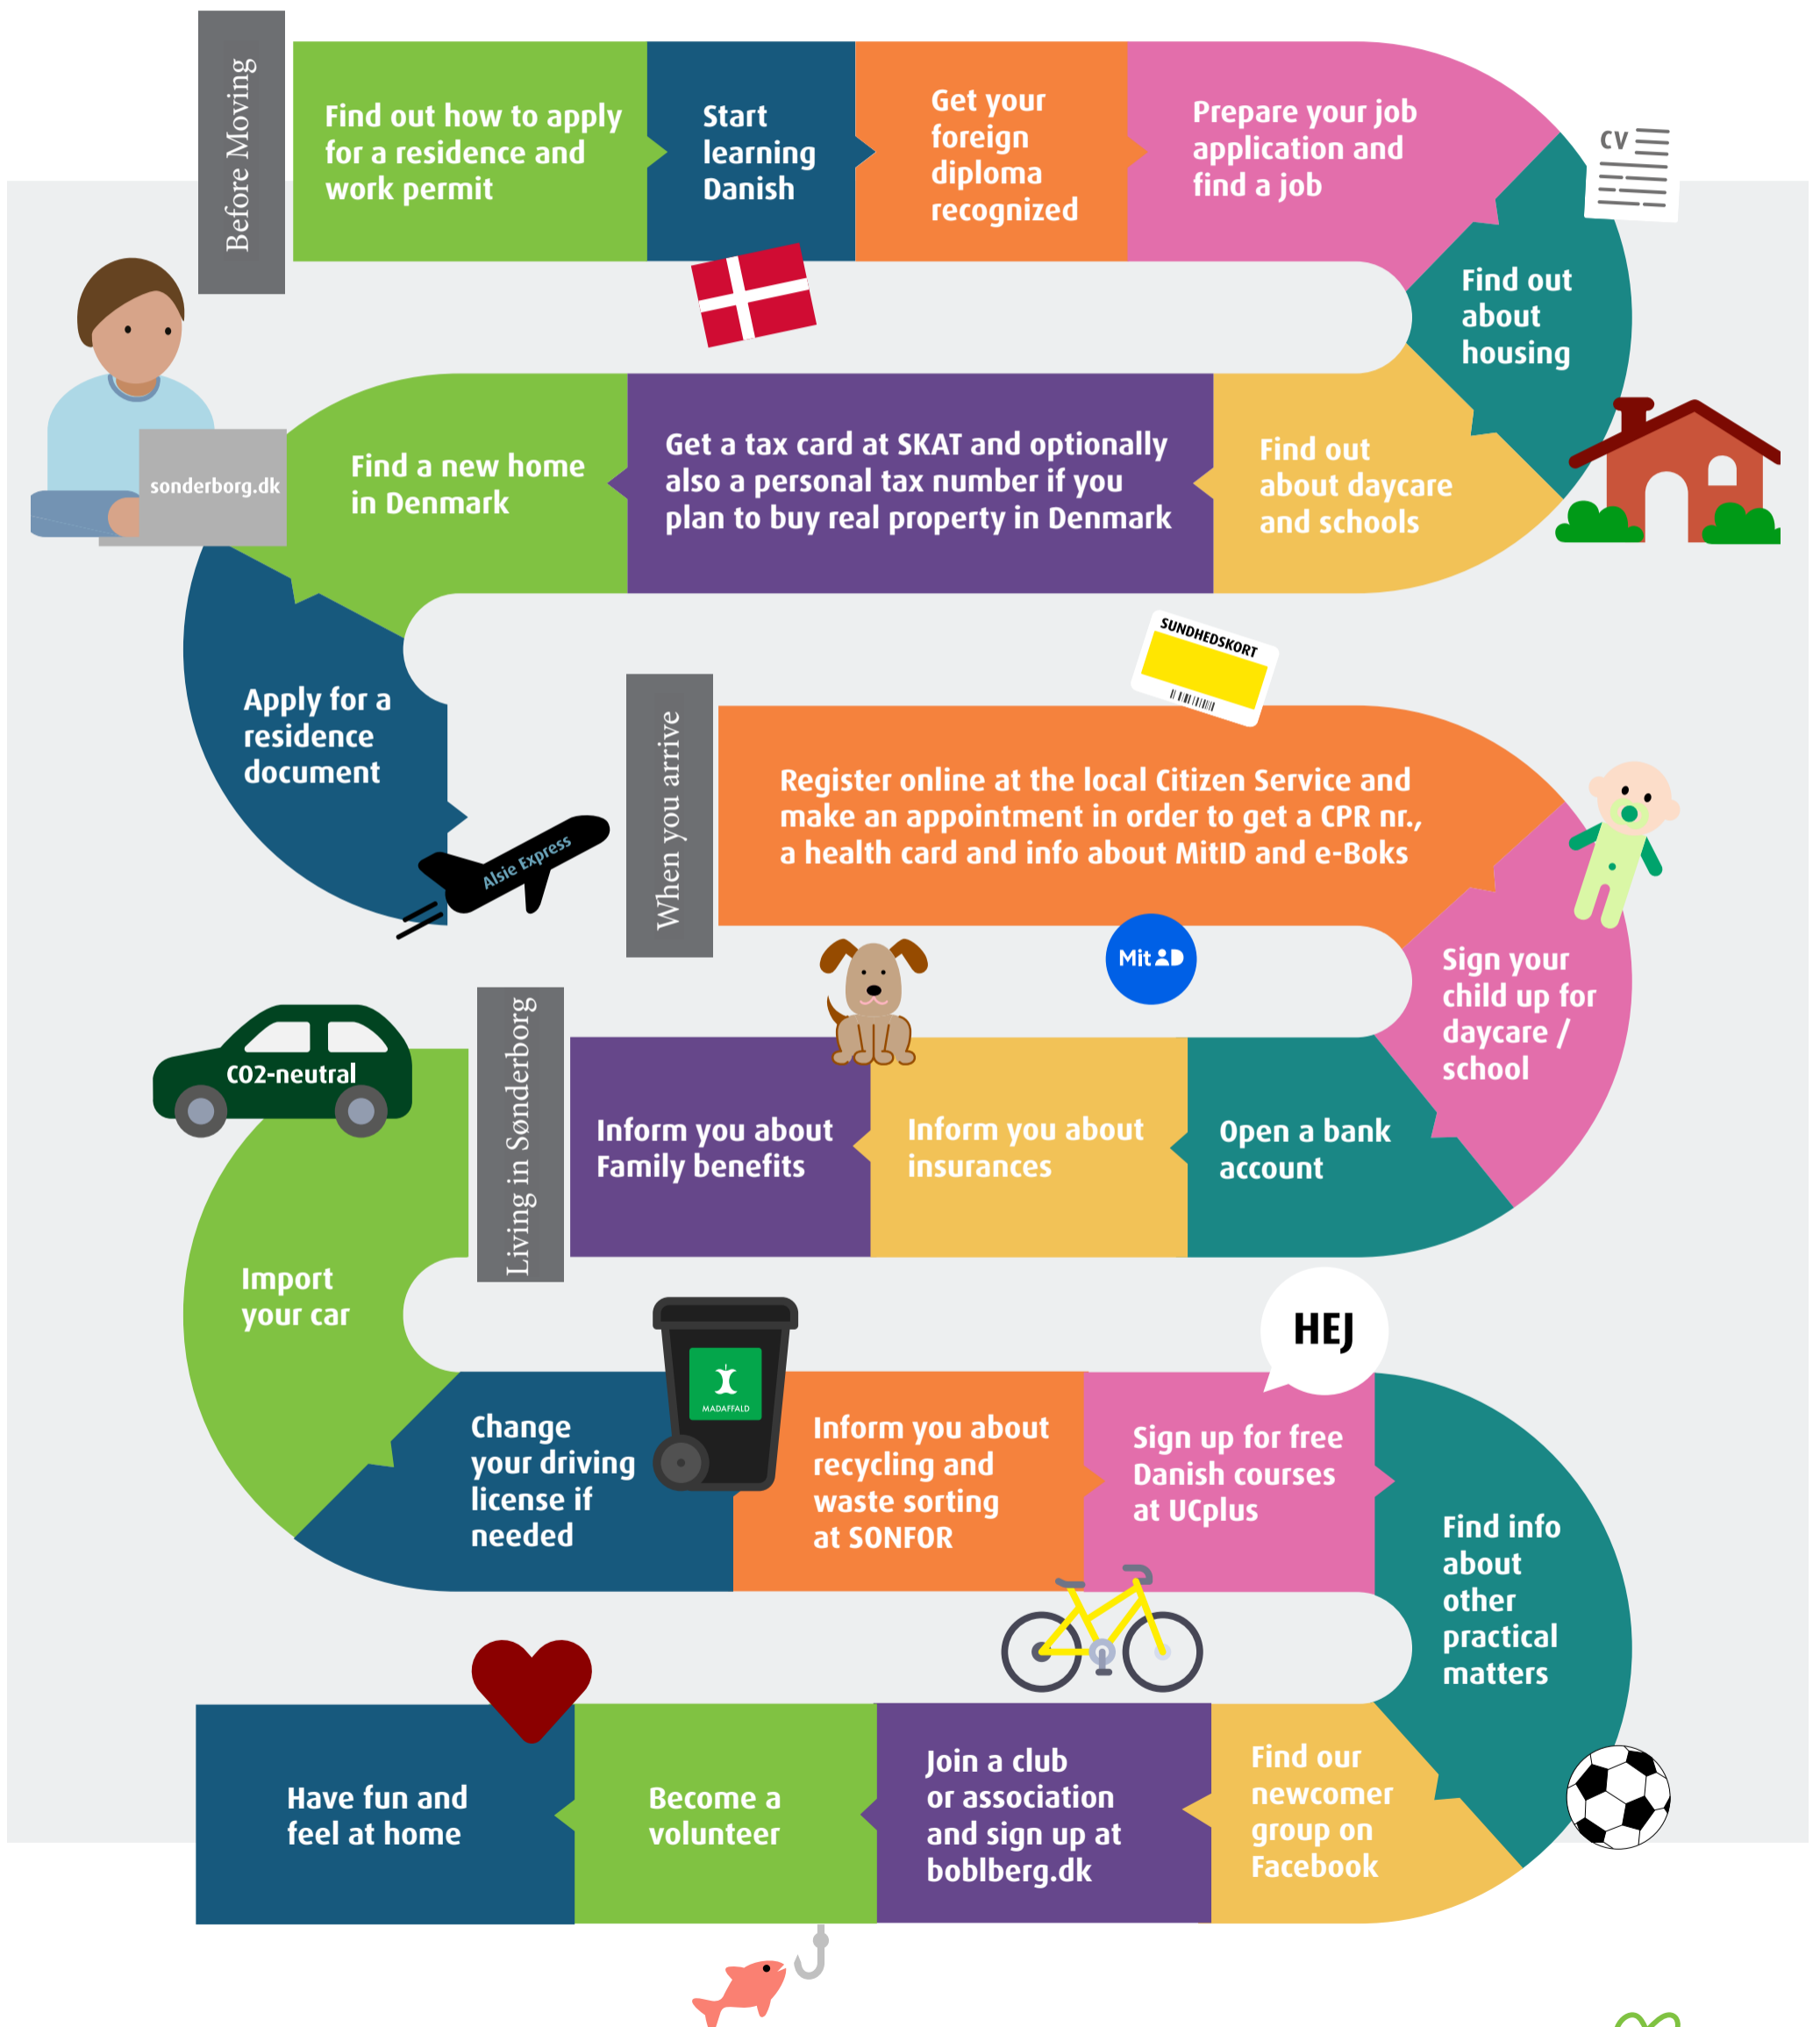 Before Moving
Find out how to apply
for a residence and
work permit
Start
learning
Danish
Get your
foreign
diploma
recognized
Prepare your job
application and
find a job
CV
Find out
about
housing
Find out
about daycare
and schools
Get a tax card at SKAT and optionally
also a personal tax number if you
plan to buy real property in Denmark
Find a new home
in Denmark
sonderborg.dk
Apply for a
residence
document
Alsie Express
When you arrive
SUNDHEDSKORT
Register online at the local Citizen Service and
make an appointment in order to get a CPR nr.,
a health card and info about MitID and e-Boks
Mit ID
Sign your
child up for
daycare /
school
Open a bank
account
Inform you about
insurances
Inform you about
Family benefits
Living in Sønderborg
CO2-neutral
Import
your car
Change
your driving
license if
needed
MADAFFALD
Inform you about
recycling and
waste sorting
at SONFOR
HEJ
Sign up for free
Danish courses
at UCplus
Find info
about
other
practical
matters
Find our
newcomer
group on
Facebook
Join a club
or association
and sign up at
boblberg.dk
Become a
volunteer
Have fun and
feel at home